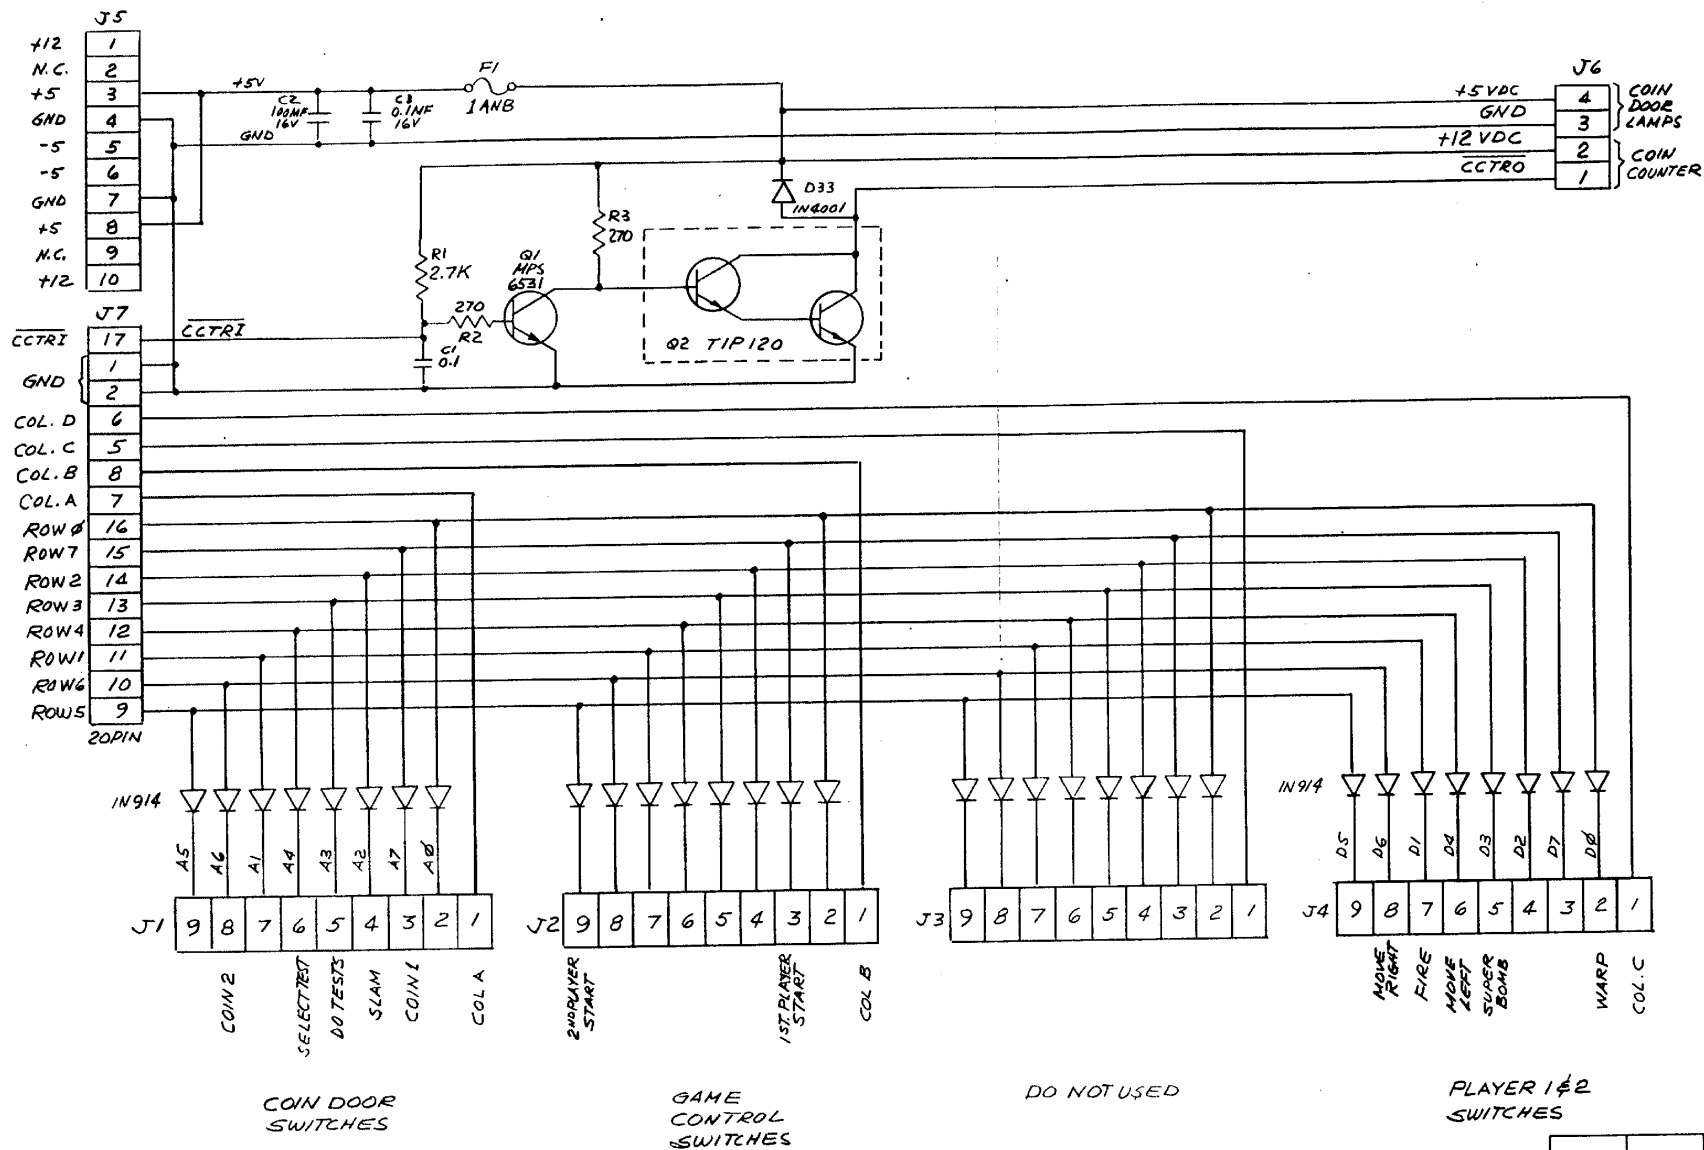 J5
+12 1
N.C. 2
+5 3
GND 4
-5 5
-5 6
GND 7
+5 8
N.C. 9
+12 10
+5V
C2
100MF
16V
C3
0.1NF
16V
GND
F1
1ANB
J6
+5VDC 4
GND 3
+12VDC 2
CCTRO 1
COIN
DOOR
LAMPS
COIN
COUNTER
D33
1N4001
R3
270
R1
2.7K
Q1
MPS
6531
270
R2
C1
0.1
Q2 TIP120
J7
CCTRI 17 CCTRI
GND 1
2
COL. D 6
COL. C 5
COL. B 8
COL. A 7
ROW Ø 16
ROW 7 15
ROW 2 14
ROW 3 13
ROW 4 12
ROW 1 11
ROW 6 10
ROW 5 9
20PIN
1N914
1N914
A5 A6 A1 A4 A3 A2 A7 AØ
D5 D6 D1 D4 D3 D2 D7 DØ
J1 9 8 7 6 5 4 3 2 1
J2 9 8 7 6 5 4 3 2 1
J3 9 8 7 6 5 4 3 2 1
J4 9 8 7 6 5 4 3 2 1
COIN 2
SELECT TEST
DO TESTS
SLAM
COIN 1
COL A
2ND PLAYER
START
1ST. PLAYER
START
COL B
MOVE
RIGHT
FIRE
MOVE
LEFT
SUPER
BOMB
WARP
COL. C
COIN DOOR
SWITCHES
GAME
CONTROL
SWITCHES
DO NOT USED
PLAYER 1&2
SWITCHES